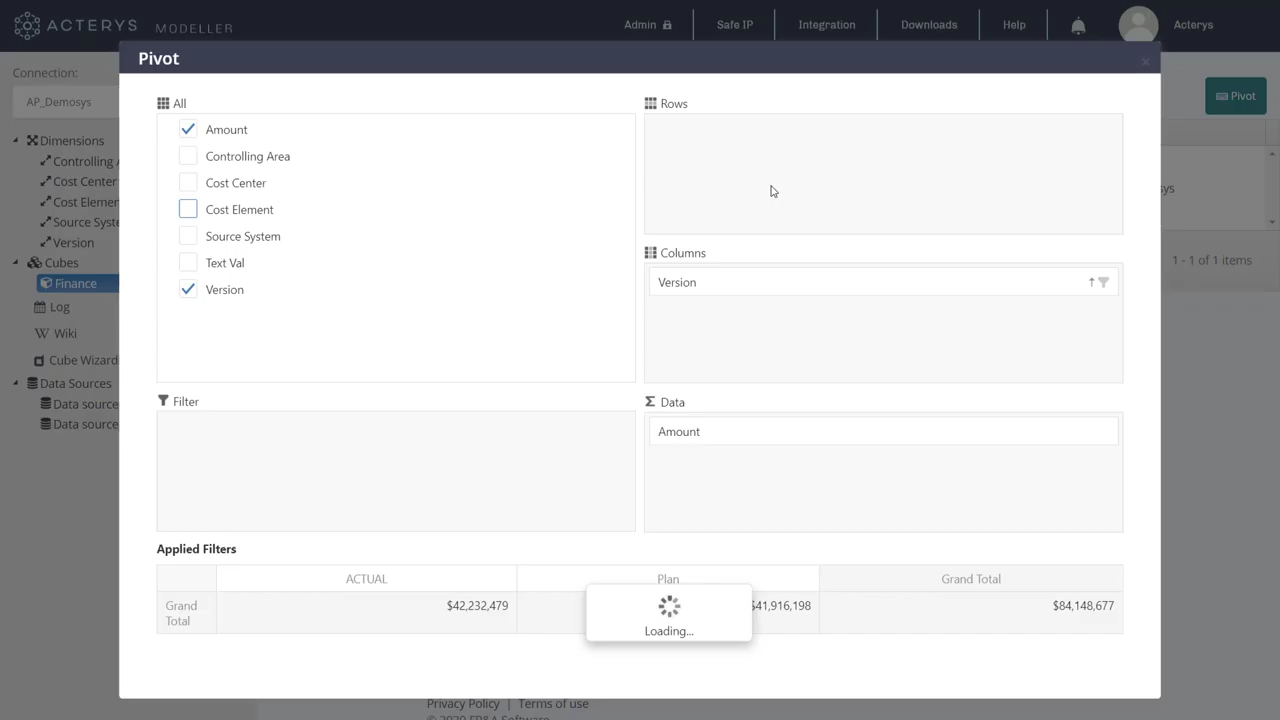 ACTERYS MODELLER
Admin
Safe IP
Integration
Downloads
Help
Acterys
Connection:
AP_Demosys
Dimensions
Controlling A
Cost Center
Cost Elemen
Source Syste
Version
Cubes
Finance
Log
Wiki
Cube Wizard
Data Sources
Data source
Data source
Pivot
×
All
Amount
Controlling Area
Cost Center
Cost Element
Source System
Text Val
Version
Rows
Columns
Version
Filter
Data
Amount
Applied Filters
ACTUAL
Plan
Grand Total
Grand
Total
$42,232,479
$41,916,198
$84,148,677
Loading...
Pivot
sys
1 - 1 of 1 items
Privacy Policy | Terms of use
© 2020 FP&A Software